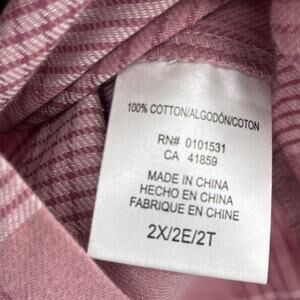 100% COTTON/ALGODÓN/COTON
RN# 0101531
CA 41859
MADE IN CHINA
HECHO EN CHINA
FABRIQUE EN CHINE
2X/2E/2T